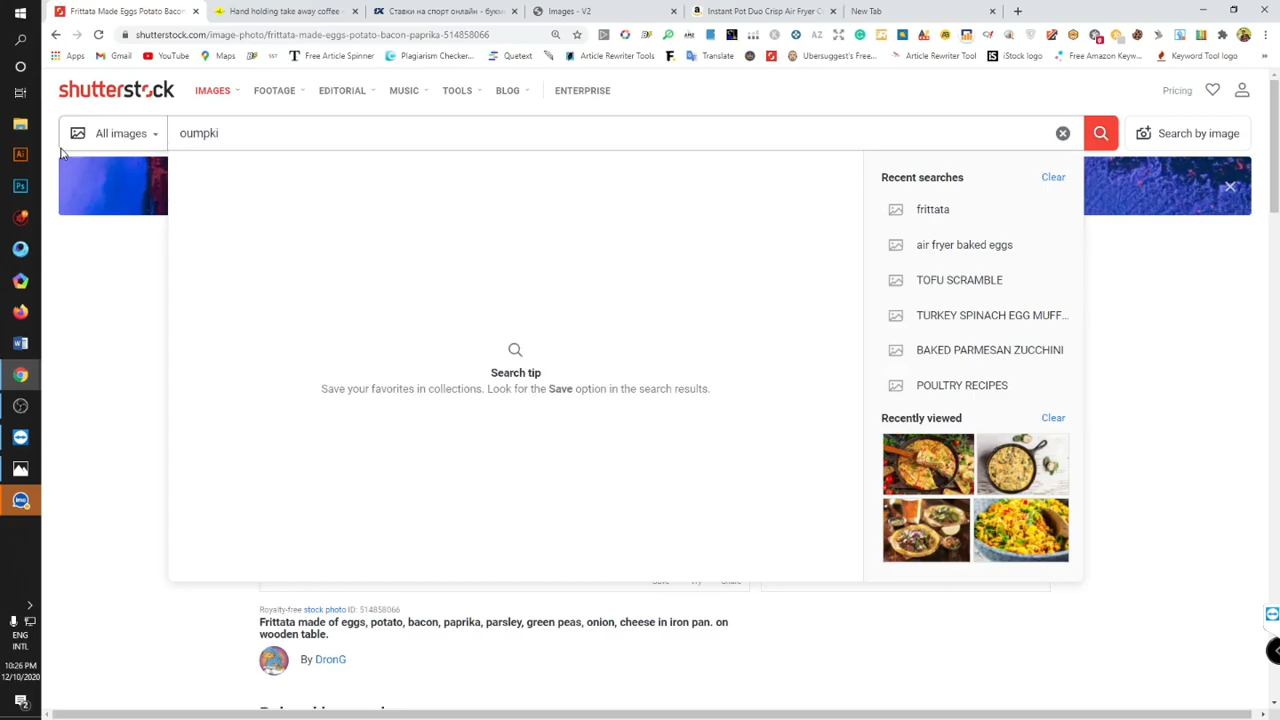 Frittata Made Eggs Potato Bacon
Hand holding take away coffee -
Ставки на спорт онлайн - букм
Images - V2
Instant Pot Duo Crisp Air Fryer C
New Tab
shutterstock.com/image-photo/frittata-made-eggs-potato-bacon-paprika-514858066
Apps
Gmail
YouTube
Maps
SST
Free Article Spinner
Plagiarism Checker...
Quetext
Article Rewriter Tools
Translate
Ubersuggest's Free...
Article Rewriter Tool
iStock logo
Free Amazon Keyw...
Keyword Tool logo
shutterstock
IMAGES
FOOTAGE
EDITORIAL
MUSIC
TOOLS
BLOG
ENTERPRISE
Pricing
All images
oumpki
Search by image
Recent searches
Clear
frittata
air fryer baked eggs
TOFU SCRAMBLE
TURKEY SPINACH EGG MUFF...
BAKED PARMESAN ZUCCHINI
POULTRY RECIPES
Search tip
Save your favorites in collections. Look for the Save option in the search results.
Recently viewed
Clear
Royalty-free stock photo ID: 514858066
Frittata made of eggs, potato, bacon, paprika, parsley, green peas, onion, cheese in iron pan. on
wooden table.
By DronG
ENG
INTL
10:26 PM
12/10/2020